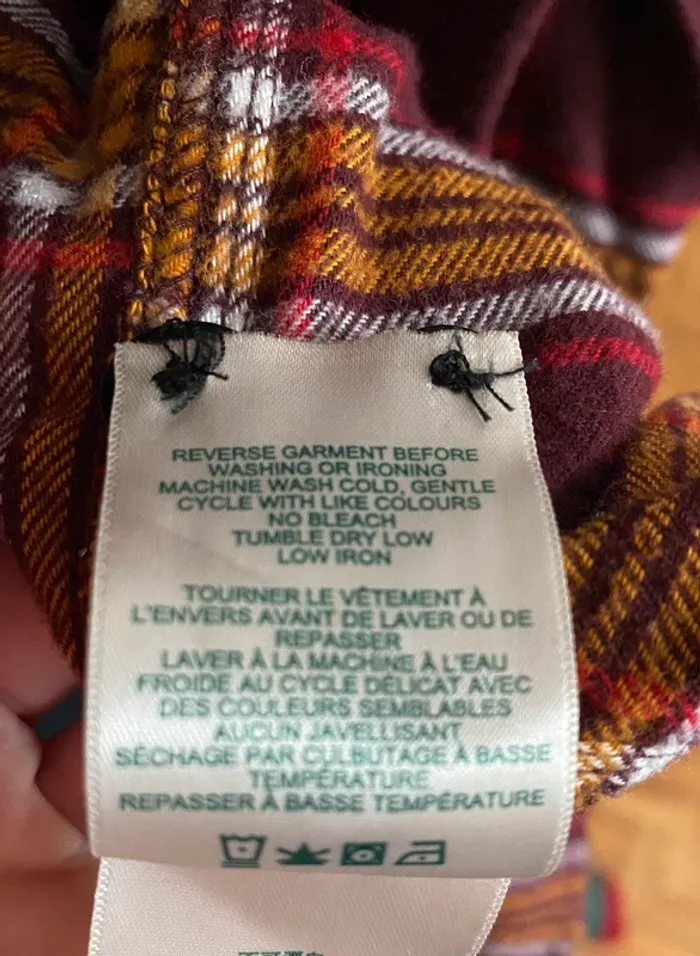 REVERSE GARMENT BEFORE
WASHING OR IRONING
MACHINE WASH COLD, GENTLE
CYCLE WITH LIKE COLOURS
NO BLEACH
TUMBLE DRY LOW
LOW IRON
TOURNER LE VÊTEMENT À
L'ENVERS AVANT DE LAVER OU DE
REPASSER
LAVER À LA MACHINE À L'EAU
FROIDE AU CYCLE DÉLICAT AVEC
DES COULEURS SEMBLABLES
AUCUN JAVELLISANT
SÉCHAGE PAR CULBUTAGE À BASSE
TEMPÉRATURE
REPASSER À BASSE TEMPÉRATURE